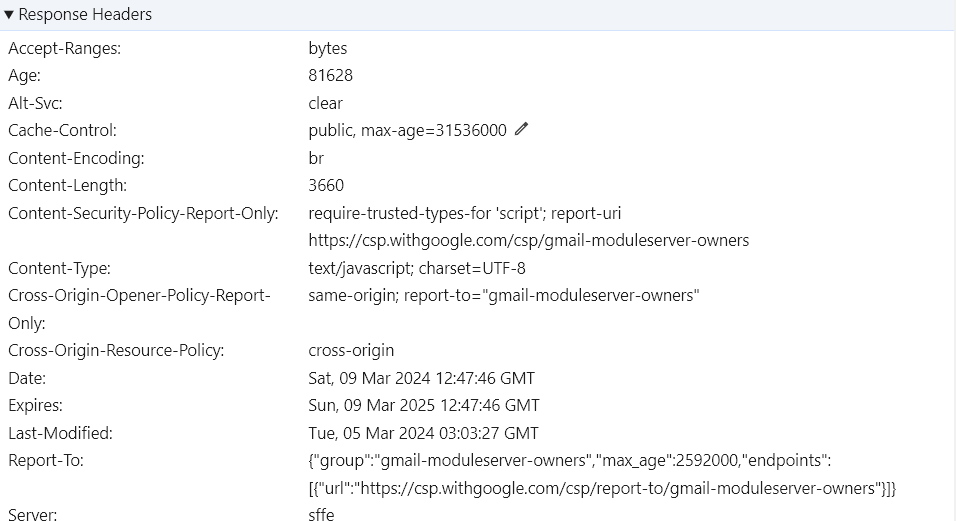 Response Headers
Accept-Ranges: bytes
Age: 81628
Alt-Svc: clear
Cache-Control: public, max-age=31536000
Content-Encoding: br
Content-Length: 3660
Content-Security-Policy-Report-Only: require-trusted-types-for 'script'; report-uri
https://csp.withgoogle.com/csp/gmail-moduleserver-owners
Content-Type: text/javascript; charset=UTF-8
Cross-Origin-Opener-Policy-Report- same-origin; report-to="gmail-moduleserver-owners"
Only:
Cross-Origin-Resource-Policy: cross-origin
Date: Sat, 09 Mar 2024 12:47:46 GMT
Expires: Sun, 09 Mar 2025 12:47:46 GMT
Last-Modified: Tue, 05 Mar 2024 03:03:27 GMT
Report-To: {"group":"gmail-moduleserver-owners","max_age":2592000,"endpoints":
[{"url":"https://csp.withgoogle.com/csp/report-to/gmail-moduleserver-owners"}]}
Server: sffe